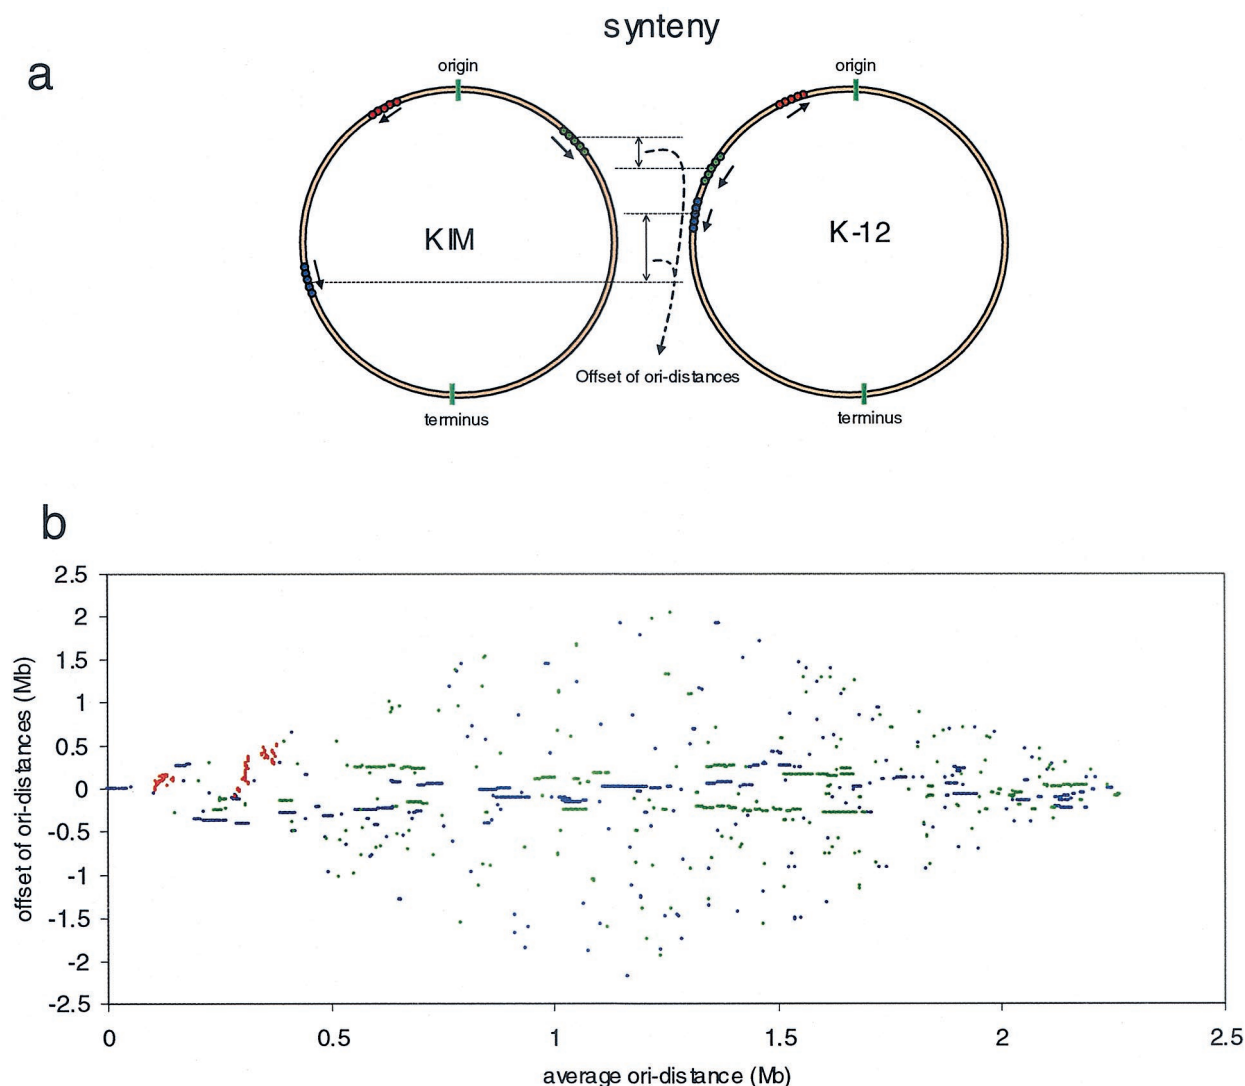 synteny
a
origin
origin
KIM
K-12
Offset of ori-distances
terminus
terminus
b
offset of ori-distances (Mb)
2.5
2
1.5
1
0.5
0
-0.5
-1
-1.5
-2
-2.5
0 0.5 1 1.5 2 2.5
average ori-distance (Mb)